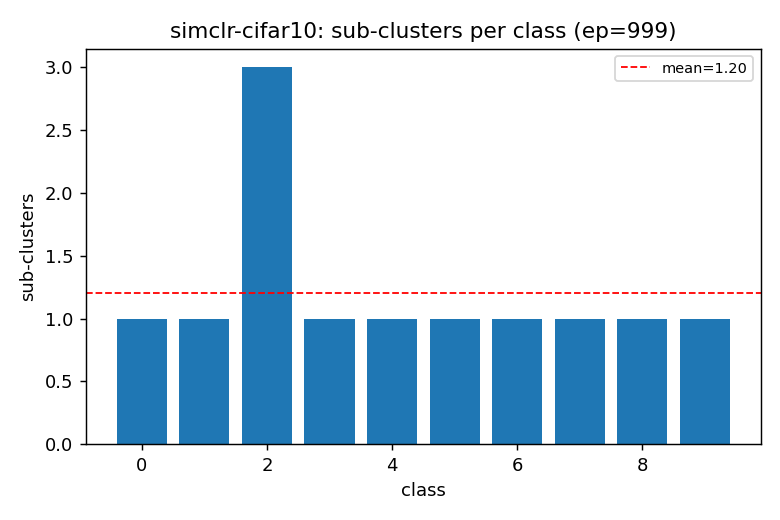 simclr-cifar10: sub-clusters per class (ep=999)
mean=1.20
3.0
2.5
2.0
1.5
1.0
0.5
0.0
sub-clusters
0 2 4 6 8
class